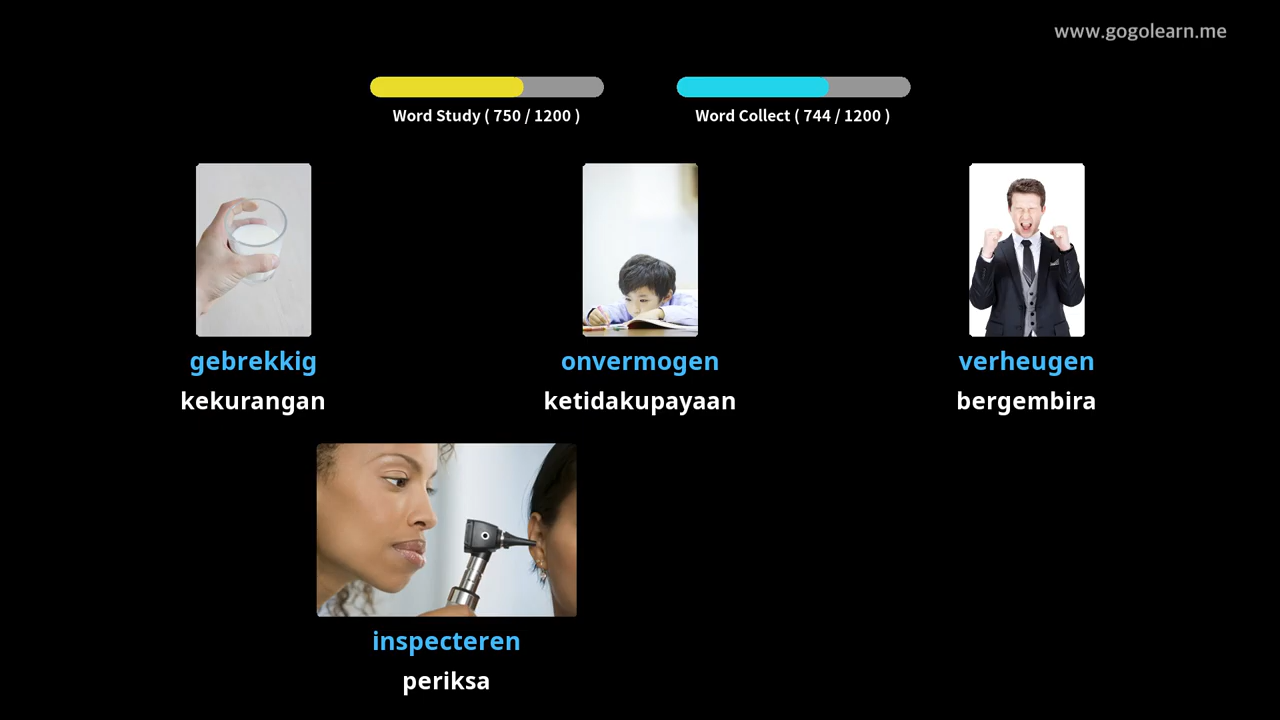 www.gogolearn.me
Word Study ( 750 / 1200 )
Word Collect ( 744 / 1200 )
gebrekkig
kekurangan
onvermogen
ketidakupayaan
verheugen
bergembira
inspecteren
periksa